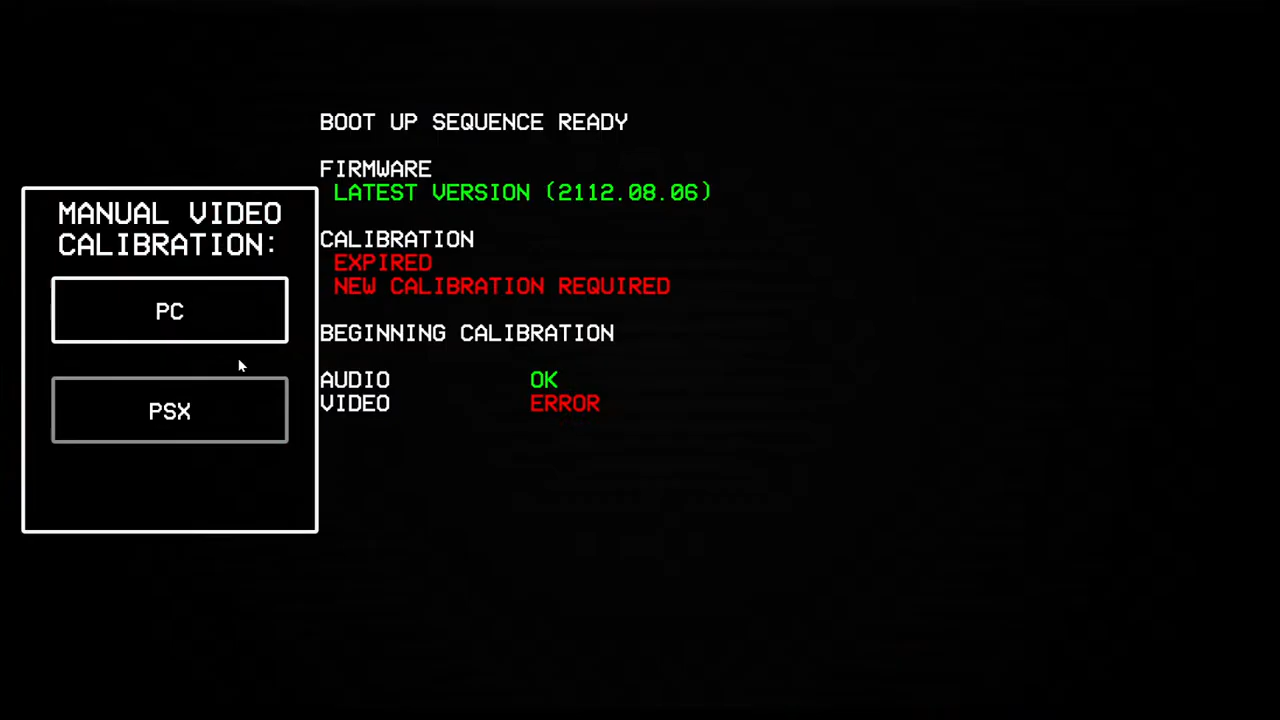 BOOT UP SEQUENCE READY
FIRMWARE
LATEST VERSION (2112.08.06)
MANUAL VIDEO
CALIBRATION:
PC
PSX
CALIBRATION
EXPIRED
NEW CALIBRATION REQUIRED
BEGINNING CALIBRATION
AUDIO OK
VIDEO ERROR